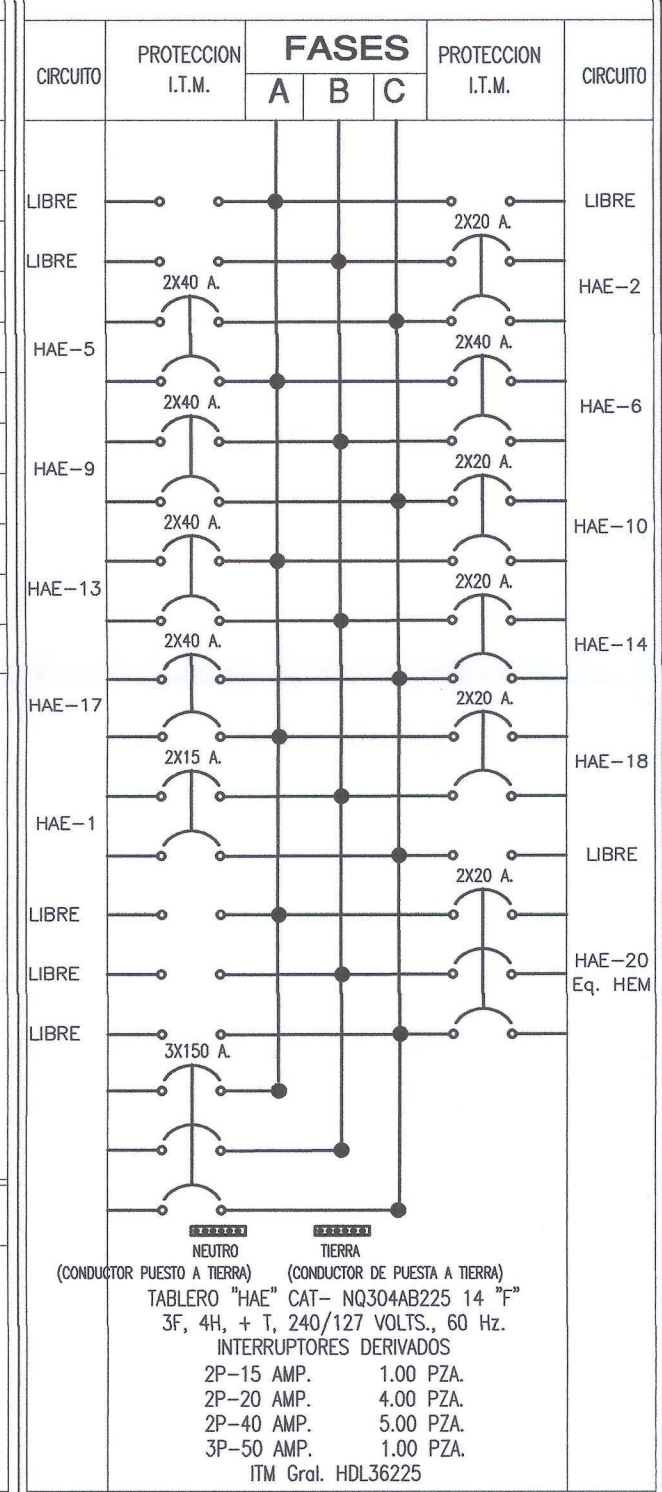 CIRCUITO PROTECCION I.T.M. FASES PROTECCION I.T.M. CIRCUITO
A B C
LIBRE LIBRE
2X20 A.
LIBRE
2X40 A. HAE-2
HAE-5 2X40 A.
2X40 A. HAE-6
HAE-9 2X20 A.
2X40 A. HAE-10
HAE-13 2X20 A.
2X40 A. HAE-14
HAE-17 2X20 A.
2X15 A. HAE-18
HAE-1 LIBRE
2X20 A.
LIBRE
LIBRE HAE-20
Eq. HEM
LIBRE
3X150 A.
NEUTRO TIERRA
(CONDUCTOR PUESTO A TIERRA) (CONDUCTOR DE PUESTA A TIERRA)
TABLERO "HAE" CAT- NQ304AB225 14 "F"
3F, 4H, + T, 240/127 VOLTS., 60 Hz.
INTERRUPTORES DERIVADOS
2P-15 AMP. 1.00 PZA.
2P-20 AMP. 4.00 PZA.
2P-40 AMP. 5.00 PZA.
3P-50 AMP. 1.00 PZA.
ITM Gral. HDL36225